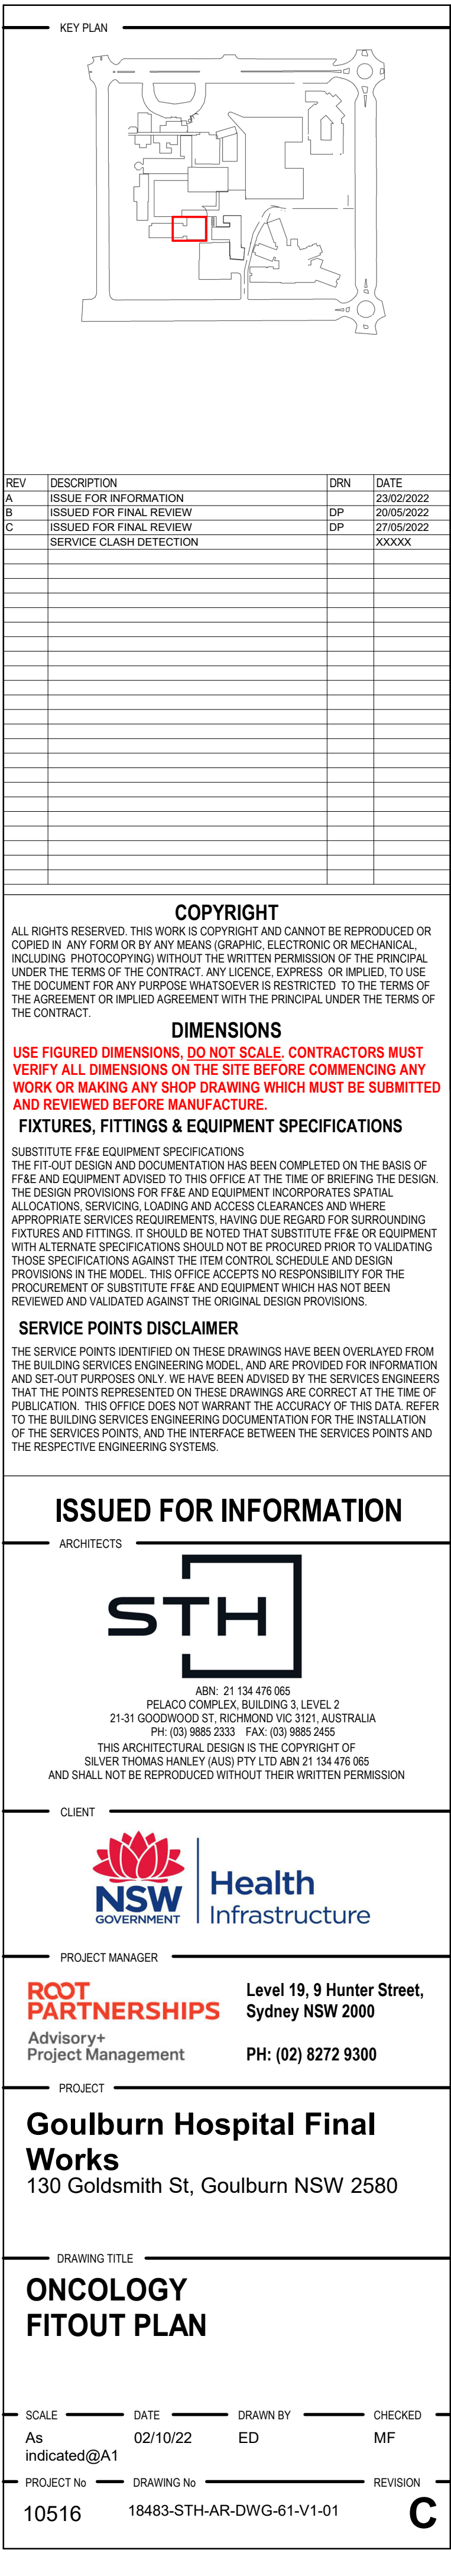 KEY PLAN
REV DESCRIPTION DRN DATE
A ISSUE FOR INFORMATION 23/02/2022
B ISSUED FOR FINAL REVIEW DP 20/05/2022
C ISSUED FOR FINAL REVIEW DP 27/05/2022
SERVICE CLASH DETECTION XXXXX
COPYRIGHT
ALL RIGHTS RESERVED. THIS WORK IS COPYRIGHT AND CANNOT BE REPRODUCED OR
COPIED IN ANY FORM OR BY ANY MEANS (GRAPHIC, ELECTRONIC OR MECHANICAL,
INCLUDING PHOTOCOPYING) WITHOUT THE WRITTEN PERMISSION OF THE PRINCIPAL
UNDER THE TERMS OF THE CONTRACT. ANY LICENCE, EXPRESS OR IMPLIED, TO USE
THE DOCUMENT FOR ANY PURPOSE WHATSOEVER IS RESTRICTED TO THE TERMS OF
THE AGREEMENT OR IMPLIED AGREEMENT WITH THE PRINCIPAL UNDER THE TERMS OF
THE CONTRACT.
DIMENSIONS
USE FIGURED DIMENSIONS, DO NOT SCALE. CONTRACTORS MUST
VERIFY ALL DIMENSIONS ON THE SITE BEFORE COMMENCING ANY
WORK OR MAKING ANY SHOP DRAWING WHICH MUST BE SUBMITTED
AND REVIEWED BEFORE MANUFACTURE.
FIXTURES, FITTINGS & EQUIPMENT SPECIFICATIONS
SUBSTITUTE FF&E EQUIPMENT SPECIFICATIONS
THE FIT-OUT DESIGN AND DOCUMENTATION HAS BEEN COMPLETED ON THE BASIS OF
FF&E AND EQUIPMENT ADVISED TO THIS OFFICE AT THE TIME OF BRIEFING THE DESIGN.
THE DESIGN PROVISIONS FOR FF&E AND EQUIPMENT INCORPORATES SPATIAL
ALLOCATIONS, SERVICING, LOADING AND ACCESS CLEARANCES AND WHERE
APPROPRIATE SERVICES REQUIREMENTS, HAVING DUE REGARD FOR SURROUNDING
FIXTURES AND FITTINGS. IT SHOULD BE NOTED THAT SUBSTITUTE FF&E OR EQUIPMENT
WITH ALTERNATE SPECIFICATIONS SHOULD NOT BE PROCURED PRIOR TO VALIDATING
THOSE SPECIFICATIONS AGAINST THE ITEM CONTROL SCHEDULE AND DESIGN
PROVISIONS IN THE MODEL. THIS OFFICE ACCEPTS NO RESPONSIBILITY FOR THE
PROCUREMENT OF SUBSTITUTE FF&E AND EQUIPMENT WHICH HAS NOT BEEN
REVIEWED AND VALIDATED AGAINST THE ORIGINAL DESIGN PROVISIONS.
SERVICE POINTS DISCLAIMER
THE SERVICE POINTS IDENTIFIED ON THESE DRAWINGS HAVE BEEN OVERLAYED FROM
THE BUILDING SERVICES ENGINEERING MODEL, AND ARE PROVIDED FOR INFORMATION
AND SET-OUT PURPOSES ONLY. WE HAVE BEEN ADVISED BY THE SERVICES ENGINEERS
THAT THE POINTS REPRESENTED ON THESE DRAWINGS ARE CORRECT AT THE TIME OF
PUBLICATION. THIS OFFICE DOES NOT WARRANT THE ACCURACY OF THIS DATA. REFER
TO THE BUILDING SERVICES ENGINEERING DOCUMENTATION FOR THE INSTALLATION
OF THE SERVICES POINTS, AND THE INTERFACE BETWEEN THE SERVICES POINTS AND
THE RESPECTIVE ENGINEERING SYSTEMS.
ISSUED FOR INFORMATION
ARCHITECTS
STH
ABN: 21 134 476 065
PELACO COMPLEX, BUILDING 3, LEVEL 2
21-31 GOODWOOD ST, RICHMOND VIC 3121, AUSTRALIA
PH: (03) 9885 2333 FAX: (03) 9885 2455
THIS ARCHITECTURAL DESIGN IS THE COPYRIGHT OF
SILVER THOMAS HANLEY (AUS) PTY LTD ABN 21 134 476 065
AND SHALL NOT BE REPRODUCED WITHOUT THEIR WRITTEN PERMISSION
CLIENT
NSW
GOVERNMENT
Health
Infrastructure
PROJECT MANAGER
ROOT
PARTNERSHIPS
Advisory+
Project Management
Level 19, 9 Hunter Street,
Sydney NSW 2000
PH: (02) 8272 9300
PROJECT
Goulburn Hospital Final
Works
130 Goldsmith St, Goulburn NSW 2580
DRAWING TITLE
ONCOLOGY
FITOUT PLAN
SCALE DATE DRAWN BY CHECKED
As 02/10/22 ED MF
indicated@A1
PROJECT No DRAWING No REVISION
10516 18483-STH-AR-DWG-61-V1-01 C